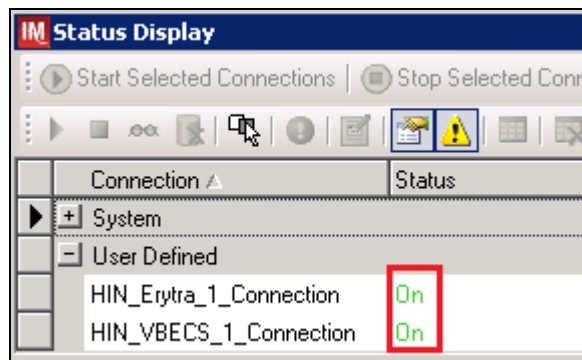 IM Status Display
Start Selected Connections Stop Selected Conn
Connection Status
System
User Defined
HIN_Erytra_1_Connection On
HIN_VBECS_1_Connection On